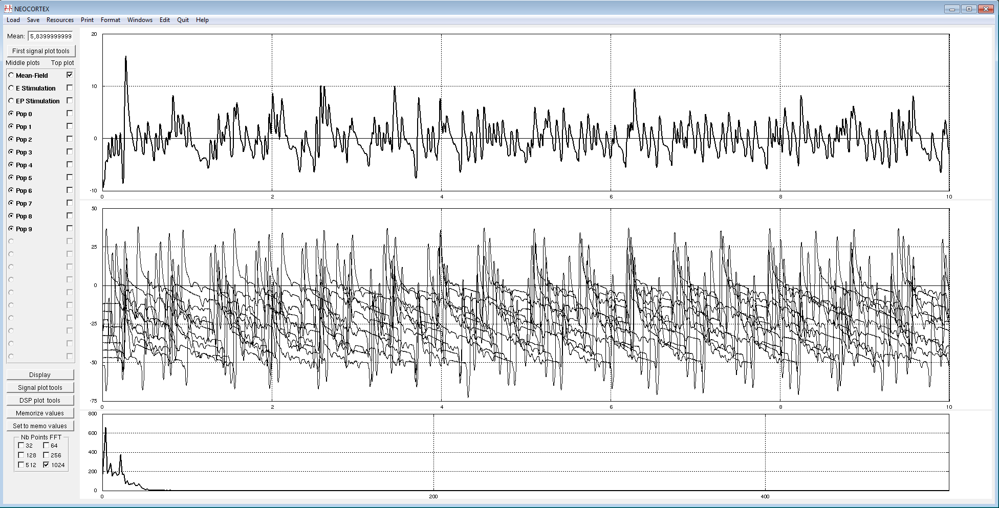 NEOCORTEX
Load Save Resources Print Format Windows Edit Quit Help
Mean: 5,8399999999
First signal plot tools
Middle plots Top plot
Mean-Field
E Stimulation
EP Stimulation
Pop 0
Pop 1
Pop 2
Pop 3
Pop 4
Pop 5
Pop 6
Pop 7
Pop 8
Pop 9
Display
Signal plot tools
DSP plot tools
Memorize values
Set to memo values
Nb Points FFT
32 64
128 256
512 1024
20
10
0
-10
0 2 4 6 8 10
50
25
0
-25
-50
-75
0 2 4 6 8 10
800
600
400
200
0
0 200 400